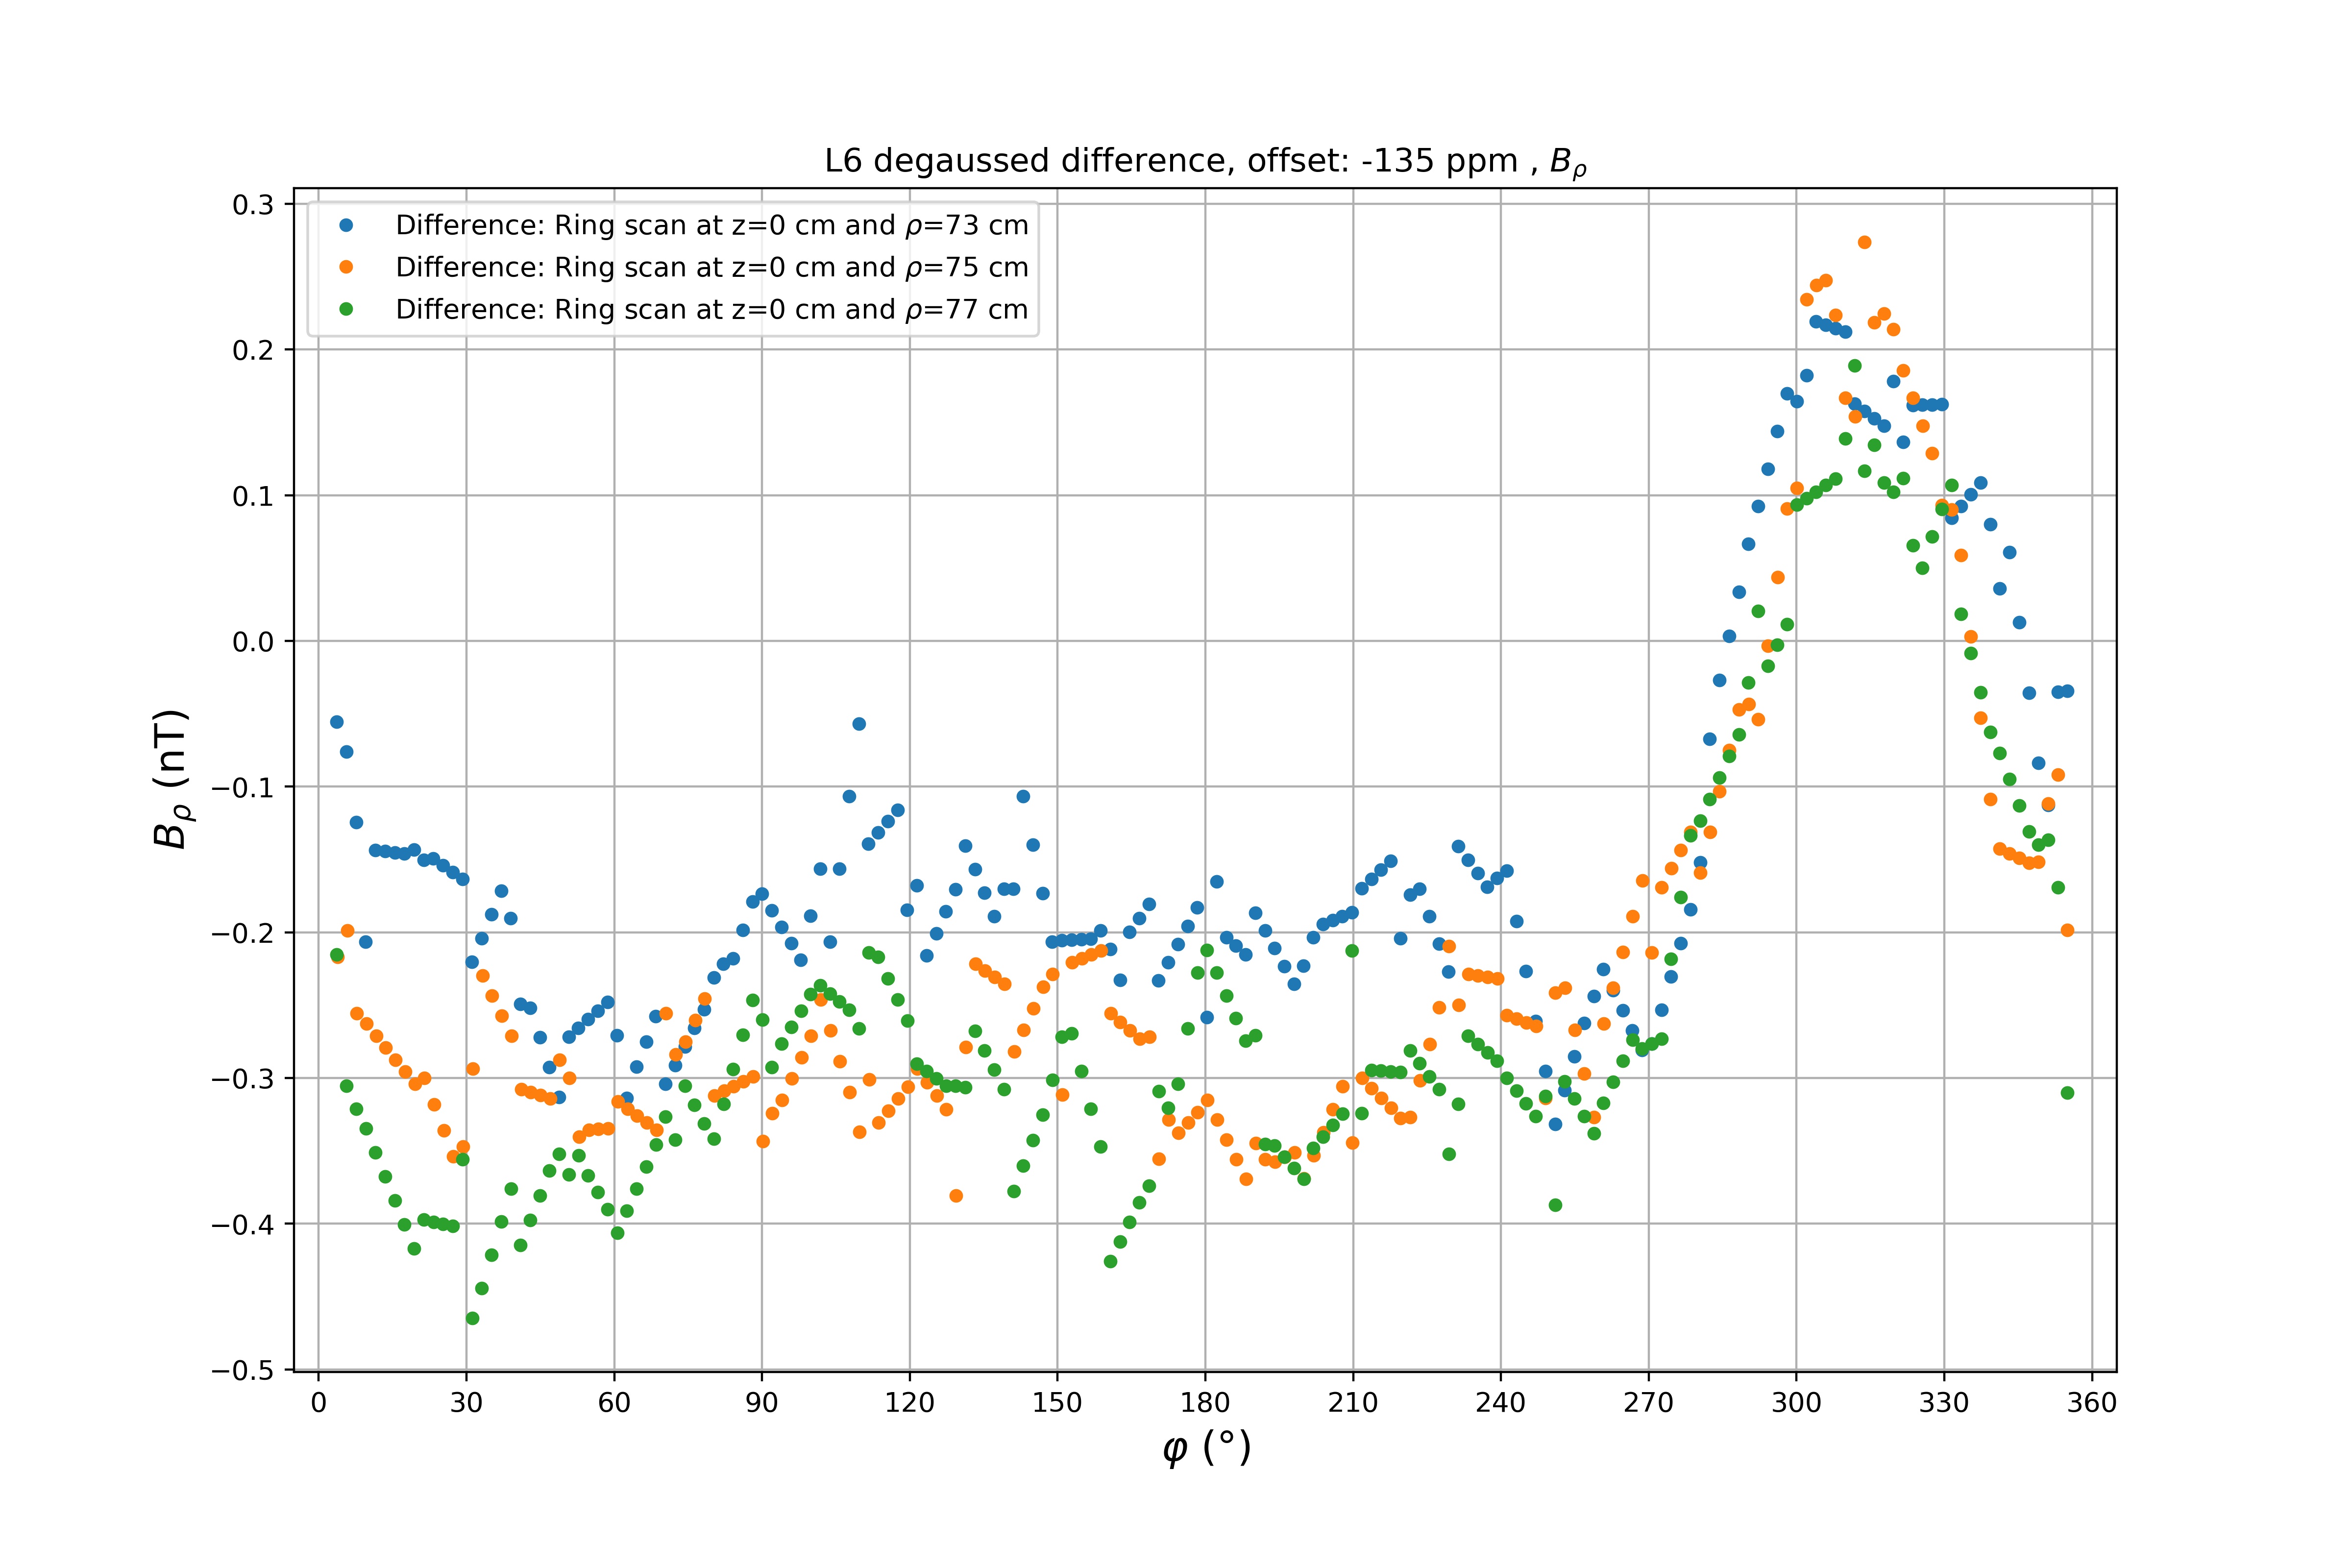 L6 degaussed difference, offset: -135 ppm , Bρ
Difference: Ring scan at z=0 cm and ρ=73 cm
Difference: Ring scan at z=0 cm and ρ=75 cm
Difference: Ring scan at z=0 cm and ρ=77 cm
Bρ (nT)
0.3
0.2
0.1
0.0
−0.1
−0.2
−0.3
−0.4
−0.5
0 30 60 90 120 150 180 210 240 270 300 330 360
φ (°)